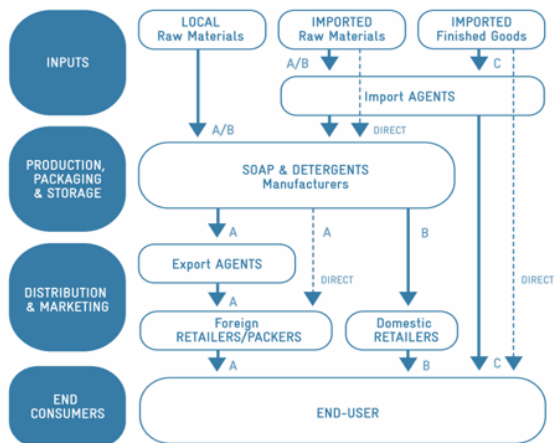 LOCAL
Raw Materials
IMPORTED
Raw Materials
IMPORTED
Finished Goods
INPUTS
A/B
C
Import AGENTS
A/B
DIRECT
PRODUCTION,
PACKAGING
& STORAGE
SOAP & DETERGENTS
Manufacturers
A
A
B
Export AGENTS
DISTRIBUTION
& MARKETING
DIRECT
DIRECT
A
Foreign
RETAILERS/PACKERS
Domestic
RETAILERS
A
B
C
END
CONSUMERS
END-USER